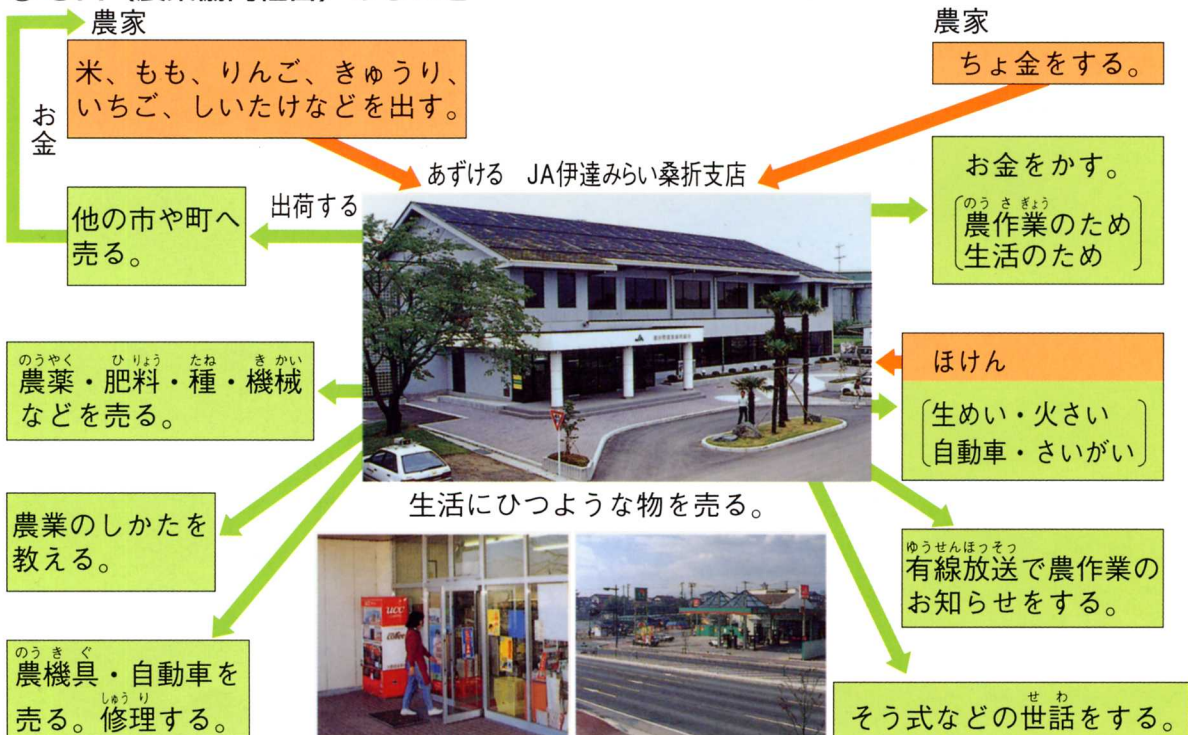 農家
米、もも、りんご、きゅうり、
いちご、しいたけなどを出す。
お金
農家
ちょ金をする。
あずける JA伊達みらい桑折支店
出荷する
他の市や町へ
売る。
お金をかす。
のうさぎょう
農作業のため
生活のため
のうやく ひりょう たね きかい
農薬・肥料・種・機械
などを売る。
ほけん
生めい・火さい
自動車・さいがい
生活にひつような物を売る。
農業のしかたを
教える。
ゆうせんほうそう
有線放送で農作業の
お知らせをする。
のうきぐ
農機具・自動車を
しゅうり
売る。修理する。
せわ
そう式などの世話をする。
UCC
Coffee